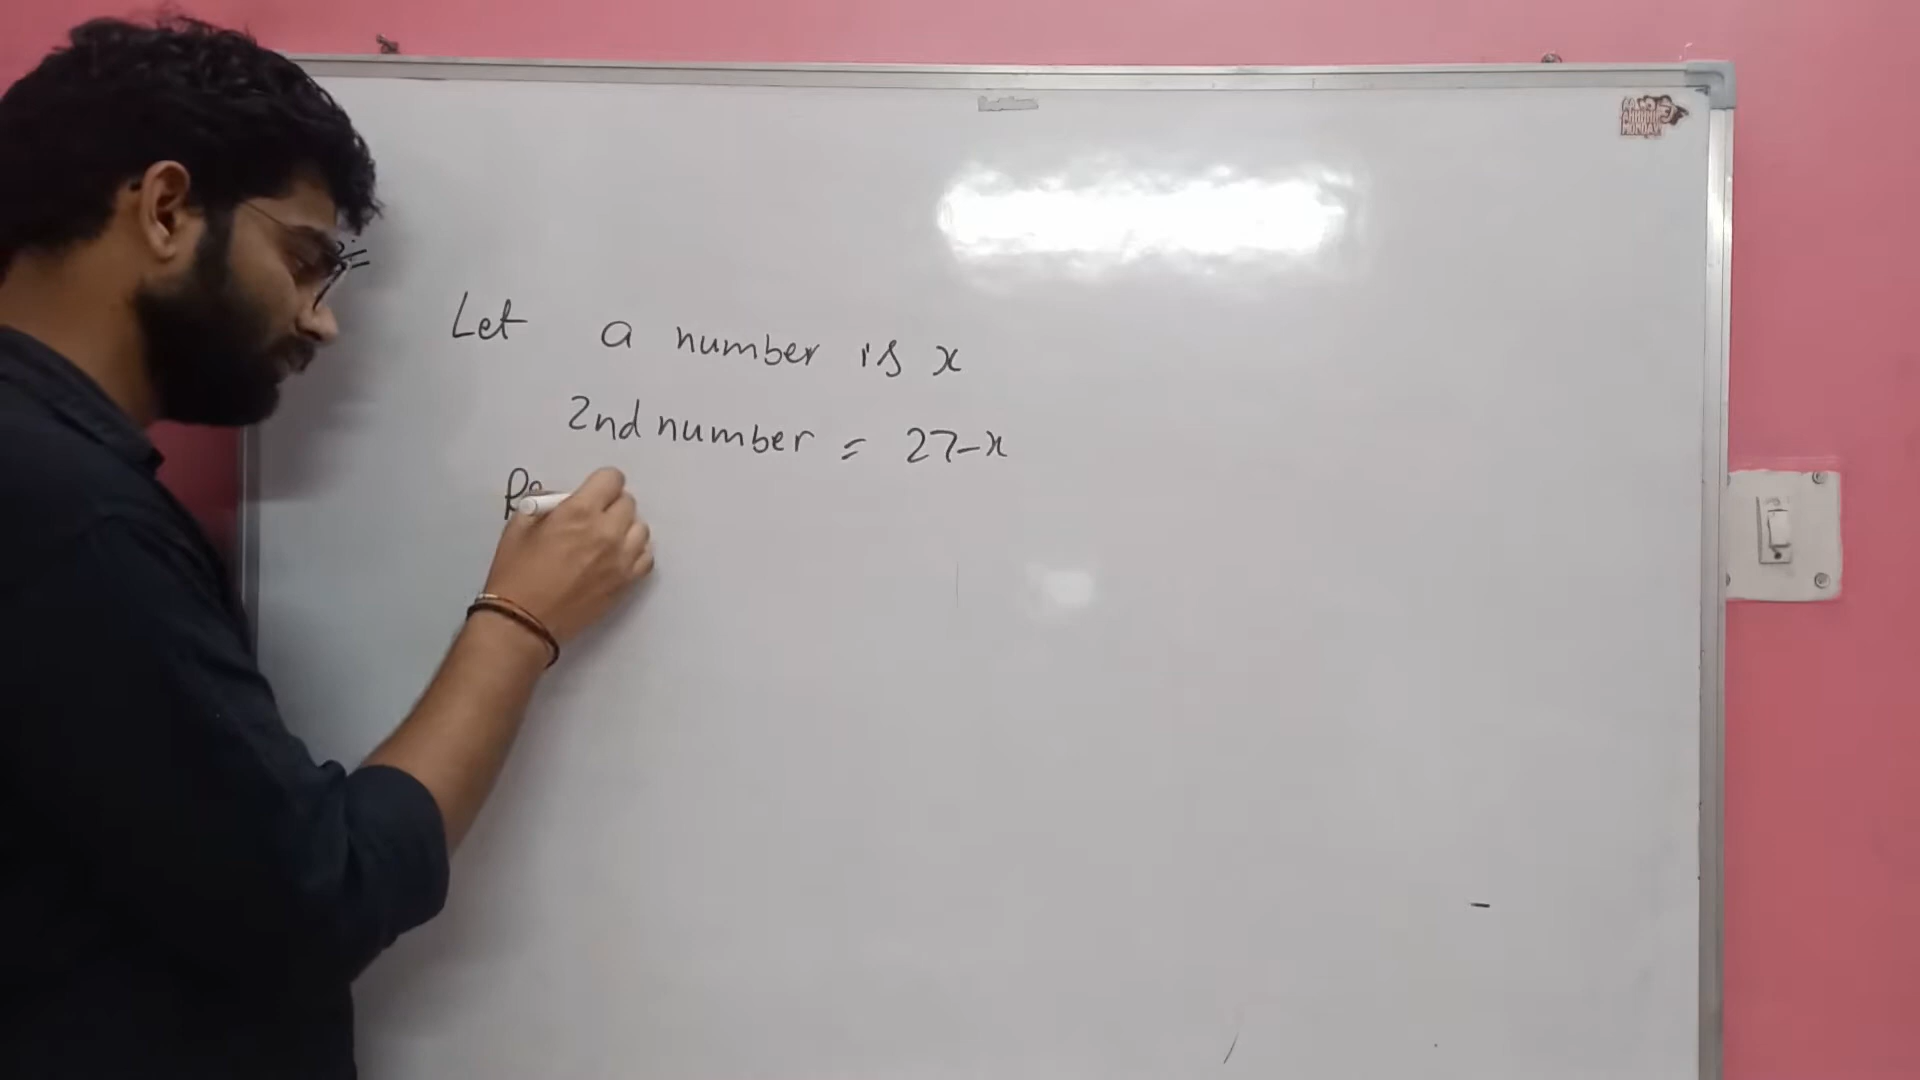 Let a number is x
2nd number = 27-x